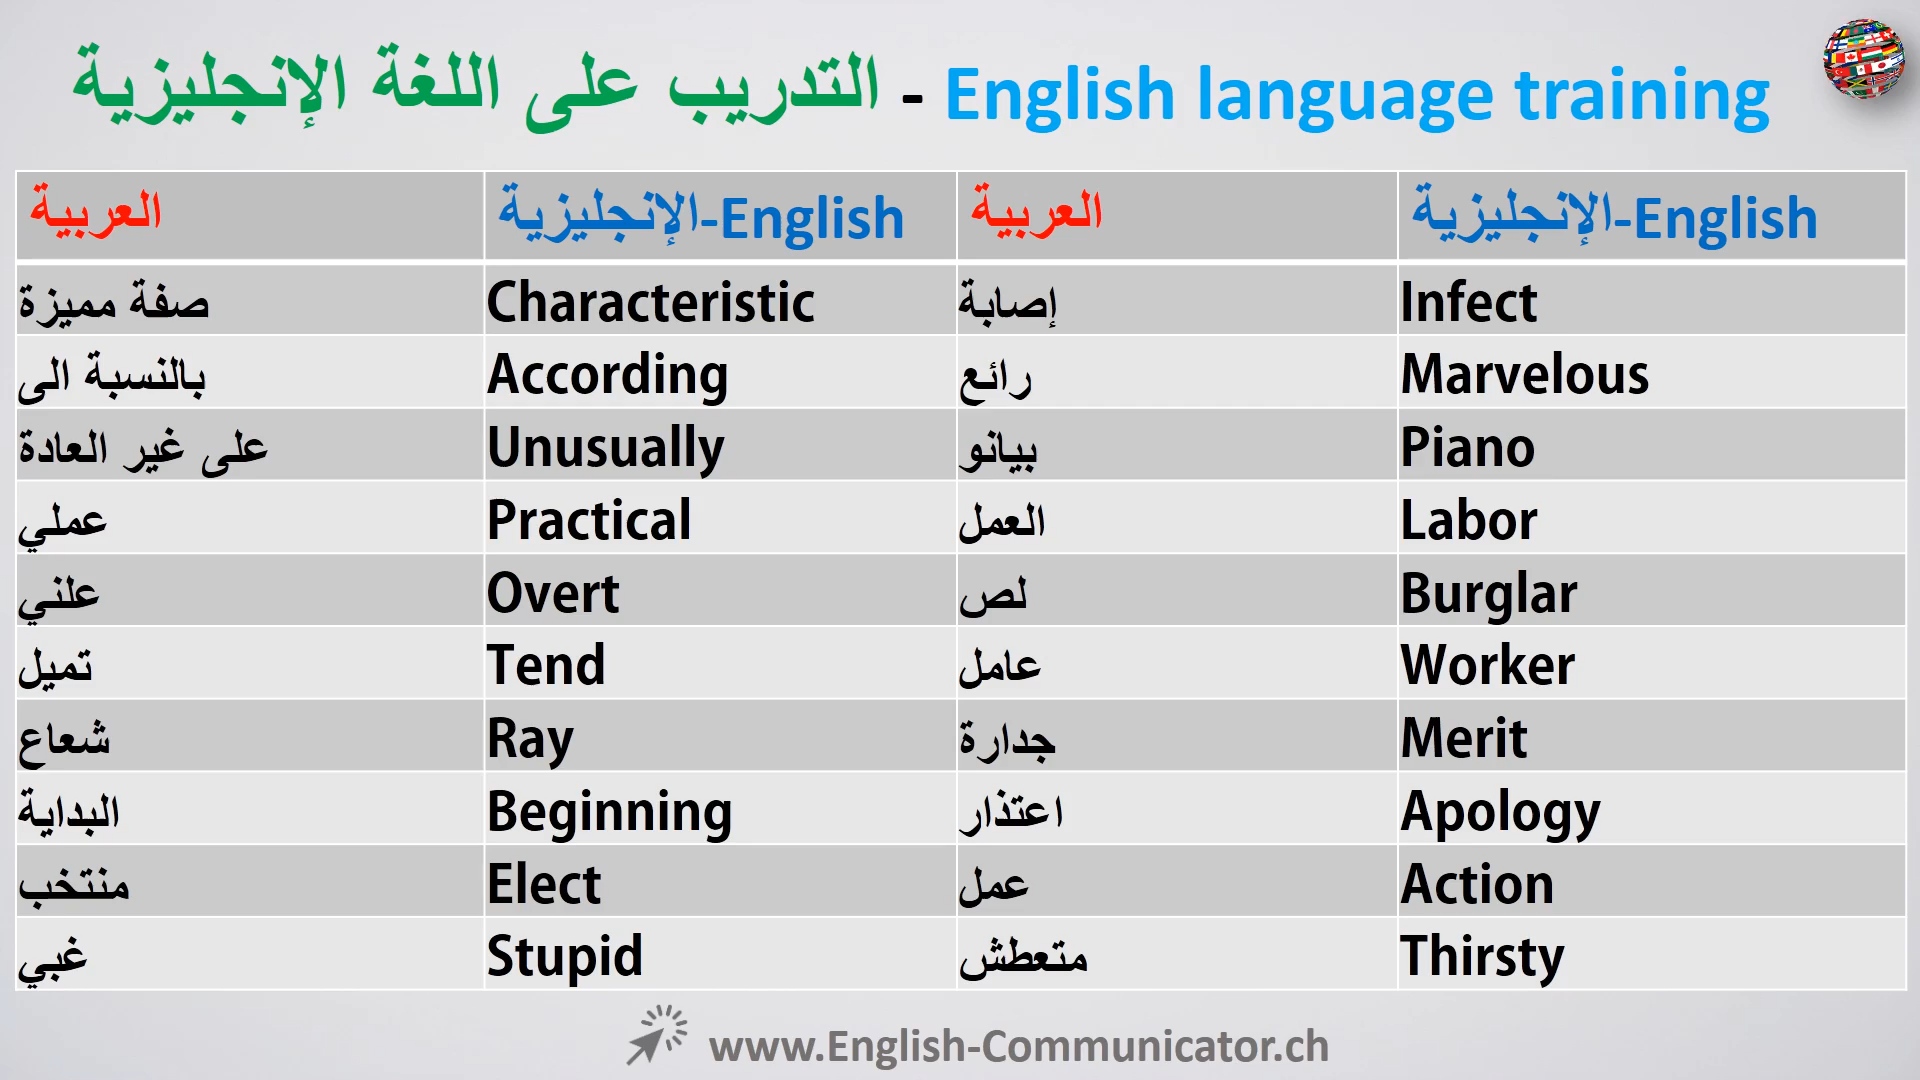 التدريب على اللغة الإنجليزية - English language training
العربية الإنجليزية-English العربية الإنجليزية-English
صفة مميزة Characteristic إصابة Infect
بالنسبة الى According رائع Marvelous
على غير العادة Unusually بيانو Piano
عملي Practical العمل Labor
علني Overt لص Burglar
تميل Tend عامل Worker
شعاع Ray جدارة Merit
البداية Beginning اعتذار Apology
منتخب Elect عمل Action
غبي Stupid متعطش Thirsty
www.English-Communicator.ch